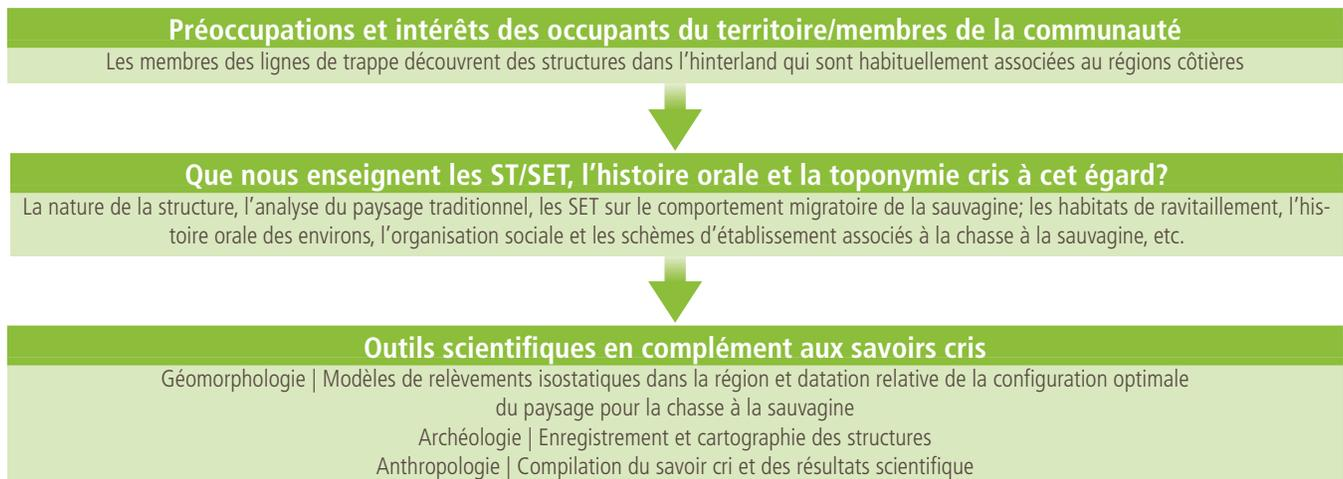 Préoccupations et intérêts des occupants du territoire/membres de la communauté
Les membres des lignes de trappe découvrent des structures dans l'hinterland qui sont habituellement associées au régions côtières
Que nous enseignent les ST/SET, l'histoire orale et la toponymie cris à cet égard?
La nature de la structure, l'analyse du paysage traditionnel, les SET sur le comportement migratoire de la sauvagine; les habitats de ravitaillement, l'his-
toire orale des environs, l'organisation sociale et les schèmes d'établissement associés à la chasse à la sauvagine, etc.
Outils scientifiques en complément aux savoirs cris
Géomorphologie | Modèles de relèvements isostatiques dans la région et datation relative de la configuration optimale
du paysage pour la chasse à la sauvagine
Archéologie | Enregistrement et cartographie des structures
Anthropologie | Compilation du savoir cri et des résultats scientifique